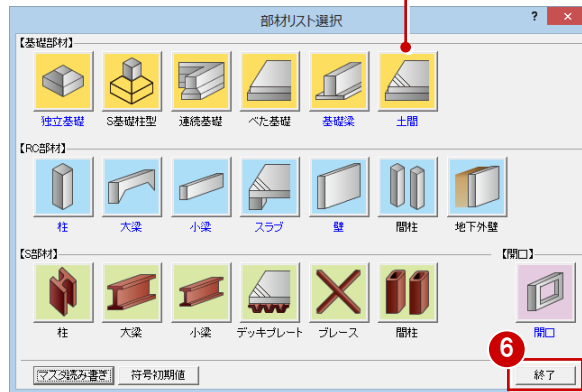 部材リスト選択
? ×
【基礎部材】
独立基礎 S基礎柱型 連続基礎 べた基礎 基礎梁 土間
【RC部材】
柱 大梁 小梁 スラブ 壁 間柱 地下外壁
【S部材】 【開口】
柱 大梁 小梁 デッキプレート ブレース 間柱 開口
6
マスタ読み書き 符号初期値 終了